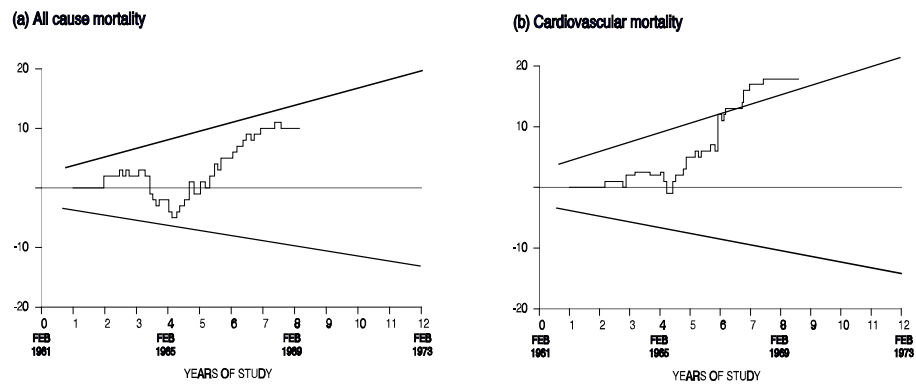 (a) All cause mortality
20
10
-10
-20
0 1 2 3 4 5 6 7 8 9 10 11 12
FEB FEB FEB FEB
1961 1965 1969 1973
YEARS OF STUDY
(b) Cardiovascular mortality
20
10
-10
-20
0 1 2 3 4 5 6 7 8 9 10 11 12
FEB FEB FEB FEB
1961 1965 1969 1973
YEARS OF STUDY